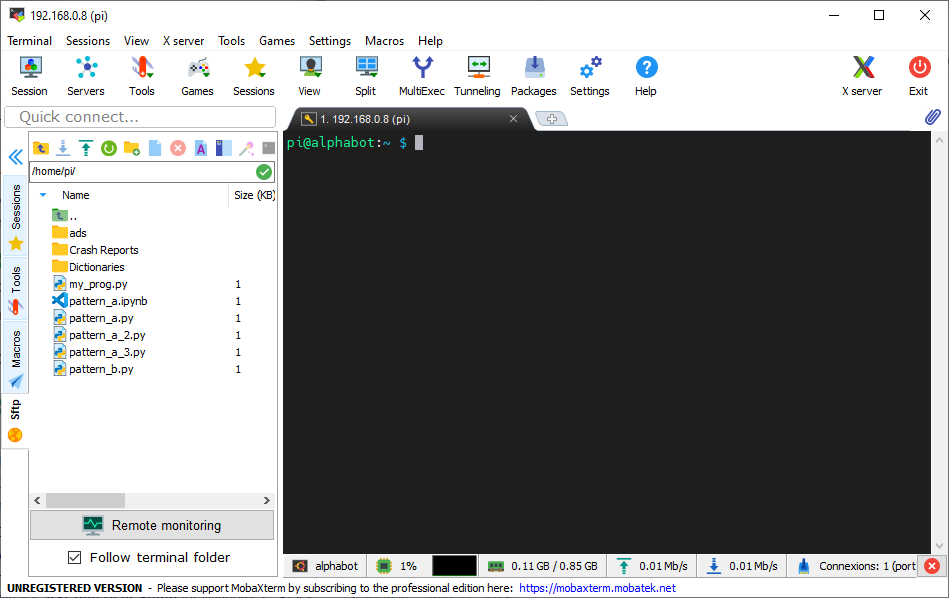 192.168.0.8 (pi)
Terminal Sessions View X server Tools Games Settings Macros Help
Session Servers Tools Games Sessions View Split MultiExec Tunneling Packages Settings Help X server Exit
Quick connect...
1. 192.168.0.8 (pi)
pi@alphabot:~ $
/home/pi/
Name Size (KB)
..
ads
Crash Reports
Dictionaries
my_prog.py 1
pattern_a.ipynb 1
pattern_a.py 1
pattern_a_2.py 1
pattern_a_3.py 1
pattern_b.py 1
Sessions
Tools
Macros
Sftp
Remote monitoring
Follow terminal folder
alphabot 1% 0.11 GB / 0.85 GB 0.01 Mb/s 0.01 Mb/s Connexions: 1 (port
UNREGISTERED VERSION - Please support MobaXterm by subscribing to the professional edition here: https://mobaxterm.mobatek.net